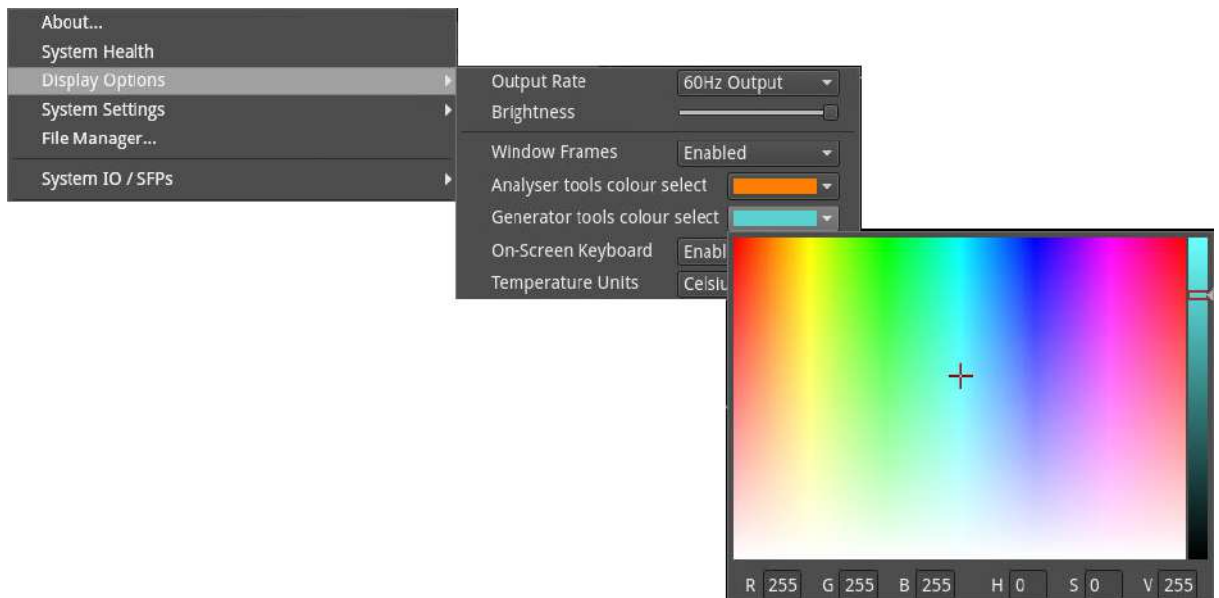 About...
System Health
Display Options
System Settings
File Manager...
System IO / SFPs
Output Rate 60Hz Output
Brightness
Window Frames Enabled
Analyser tools colour select
Generator tools colour select
On-Screen Keyboard Enabl
Temperature Units Celsiu
R 255 G 255 B 255 H 0 S 0 V 255